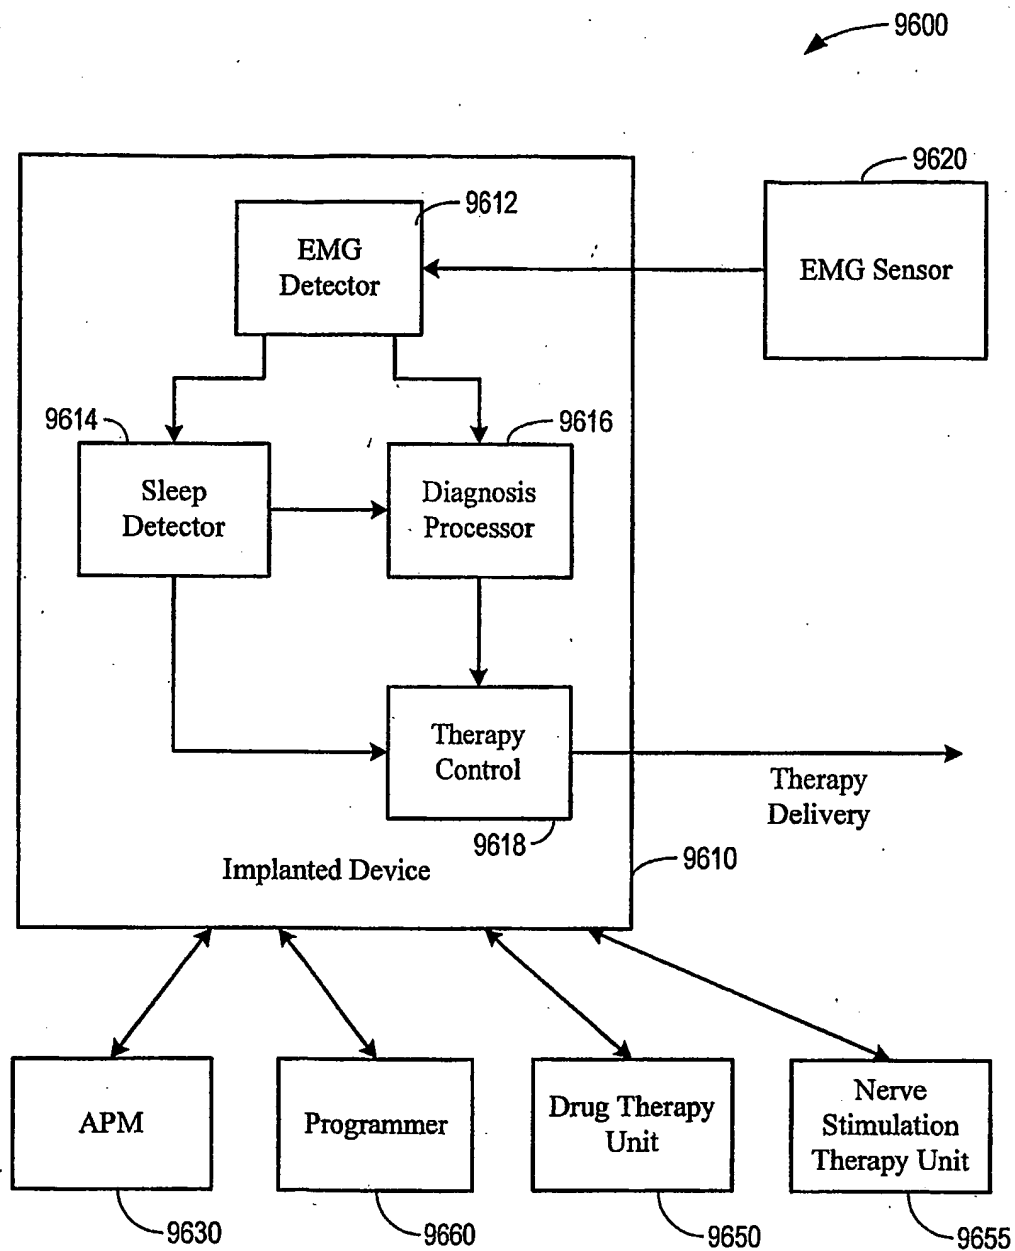 9600
9620
9612
EMG
Detector
EMG Sensor
9614
9616
Sleep
Detector
Diagnosis
Processor
Therapy
Control
Therapy
Delivery
9618
9610
Implanted Device
APM
Programmer
Drug Therapy
Unit
Nerve
Stimulation
Therapy Unit
9630
9660
9650
9655